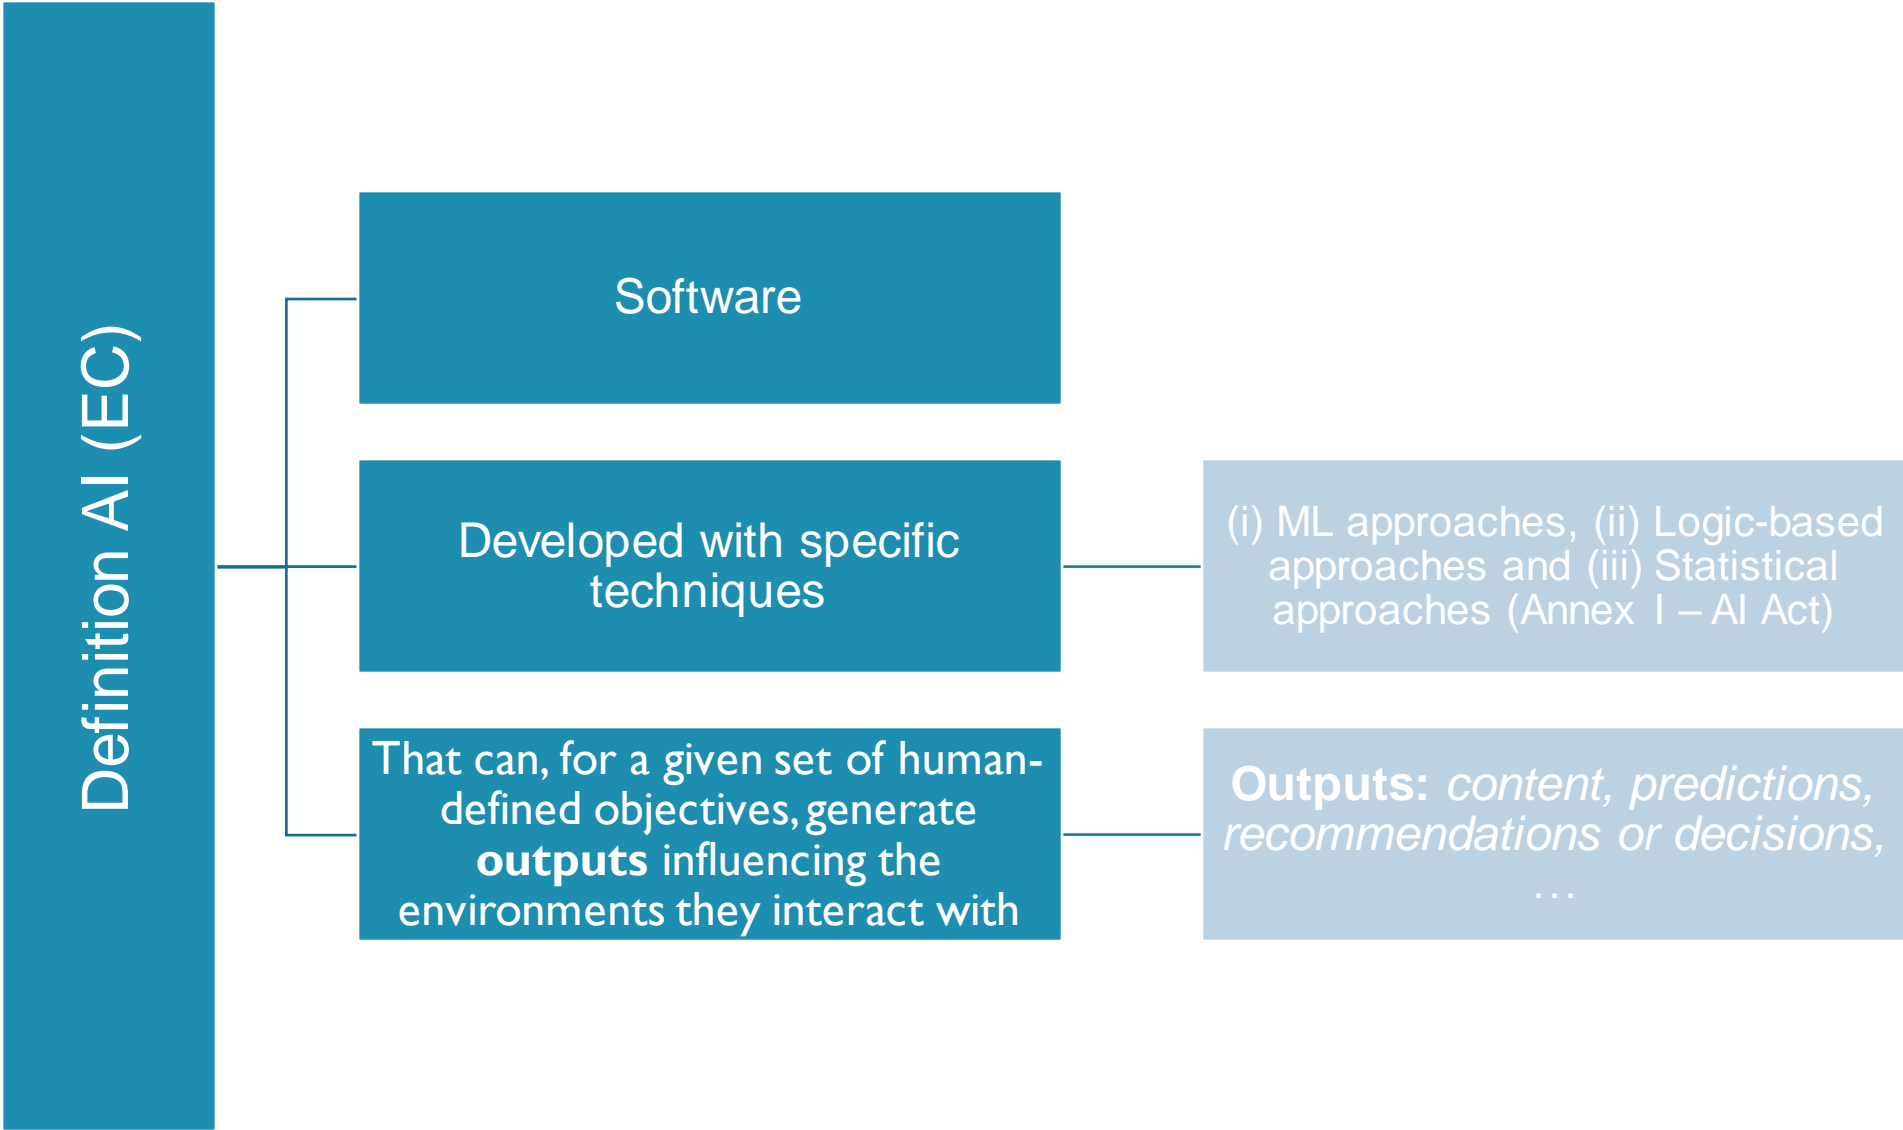 Definition AI (EC)
Software
Developed with specific
techniques
(i) ML approaches, (ii) Logic-based
approaches and (iii) Statistical
approaches (Annex I – AI Act)
That can, for a given set of human-
defined objectives, generate
outputs influencing the
environments they interact with
Outputs: content, predictions,
recommendations or decisions,
…